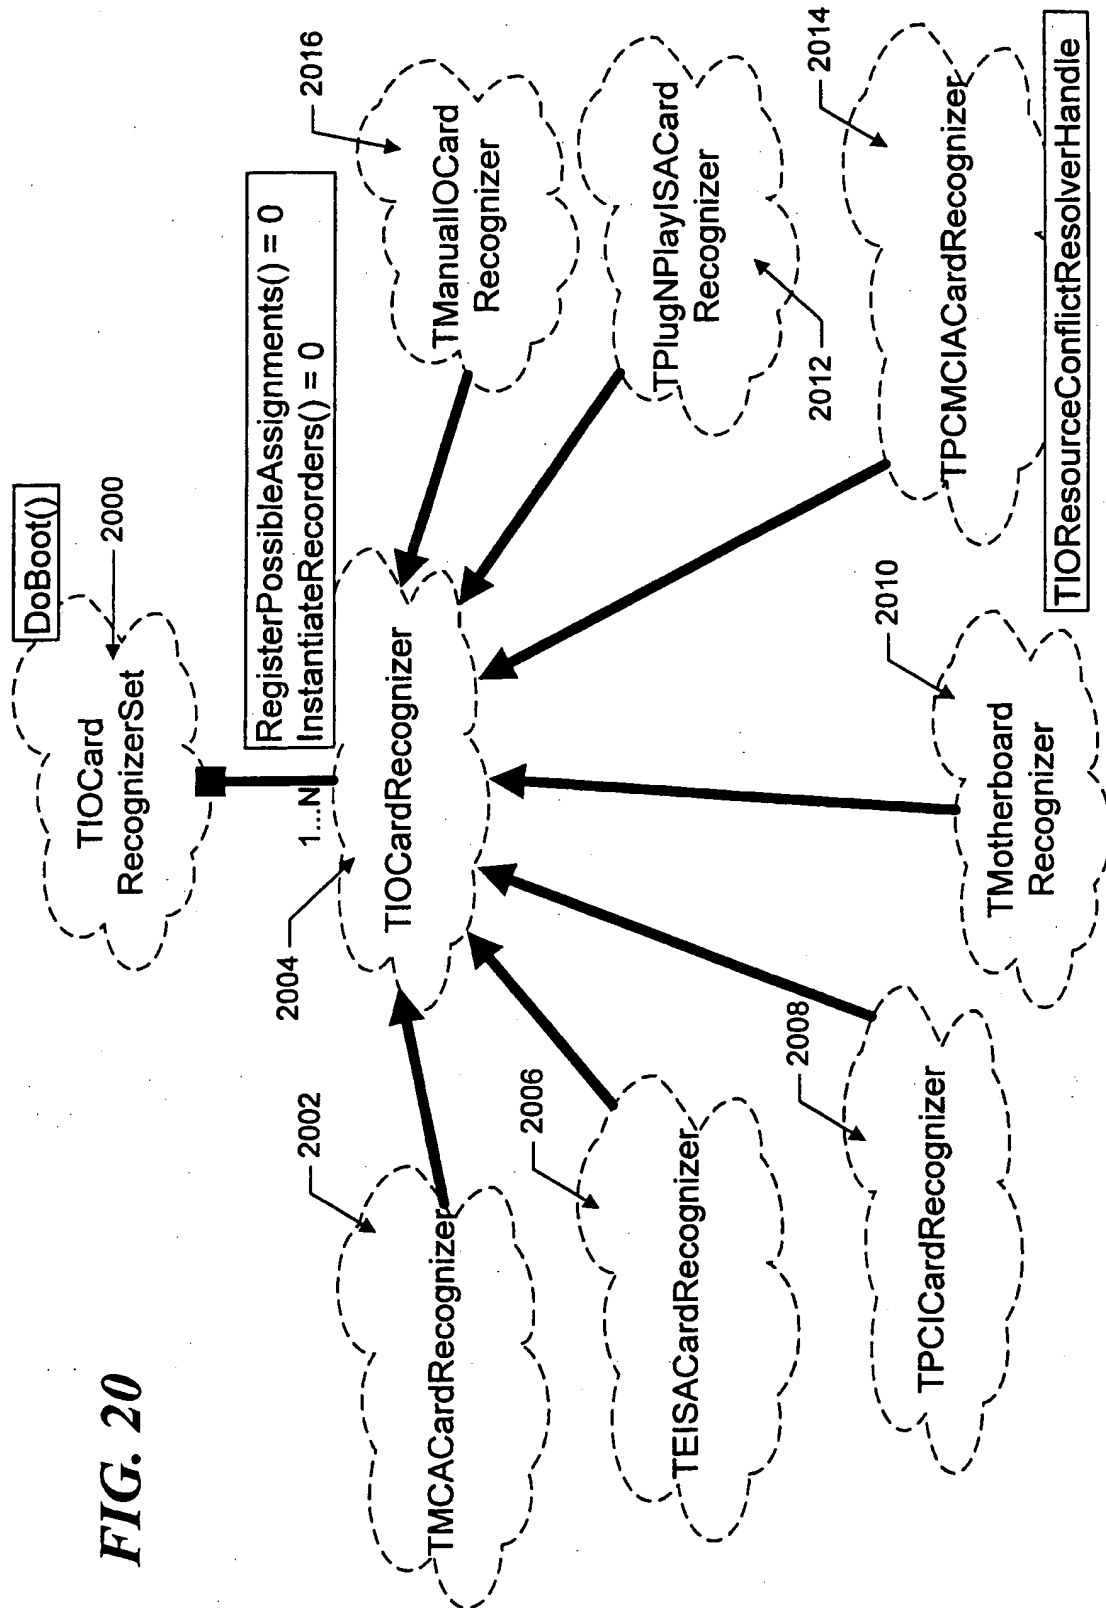 FIG. 20
DoBoot()
2000
TIOCard
RecognizerSet
RegisterPossibleAssignments() = 0
InstantiateRecorders() = 0
1...N
2004
TIOCardRecognizer
2002
TMCACardRecognizer
2016
TManualIOCard
Recognizer
2006
TEISACardRecognizer
TPlugNPlayISACard
Recognizer
2012
2008
TPCICardRecognizer
2010
TMotherboard
Recognizer
2014
TPCMCIACardRecognizer
TIOResourceConflictResolverHandle